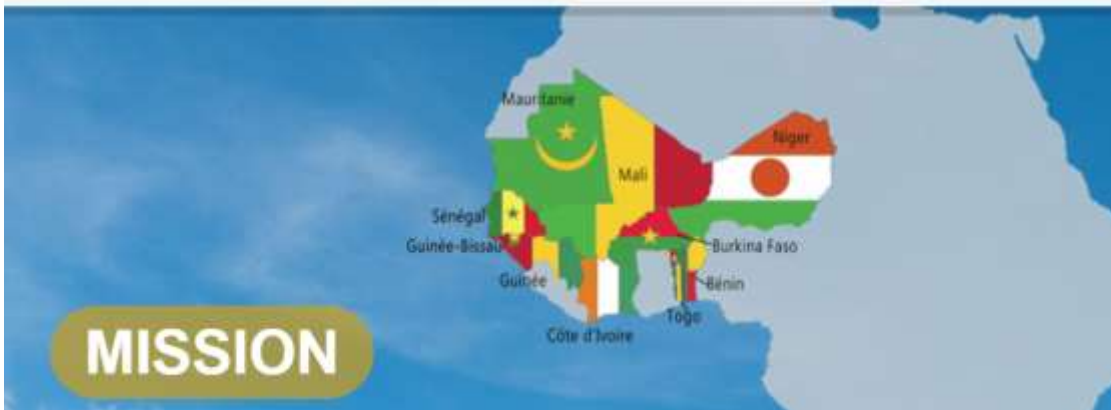 Mauritanie
Niger
Mali
Sénégal
Guinée-Bissau
Burkina Faso
Guinée
Bénin
Togo
Côte d'Ivoire
MISSION